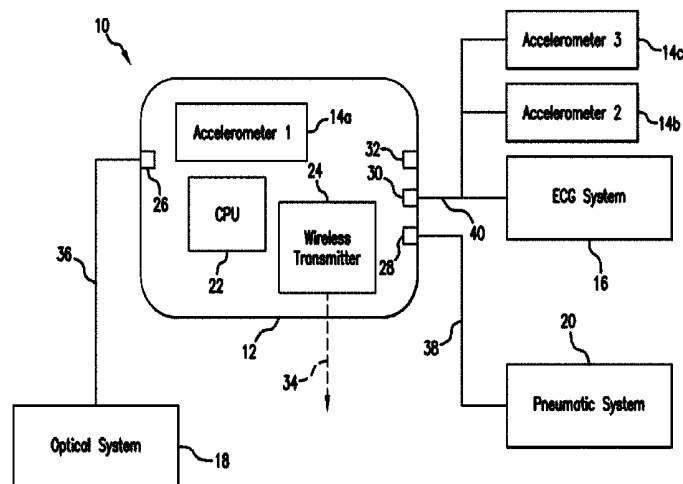 10
Accelerometer 3
14c
Accelerometer 1
14a
Accelerometer 2
14b
32
24
30
26
CPU
Wireless
Transmitter
ECG System
40
22
28
16
36
12
34
38
20
Optical System
18
Pneumatic System